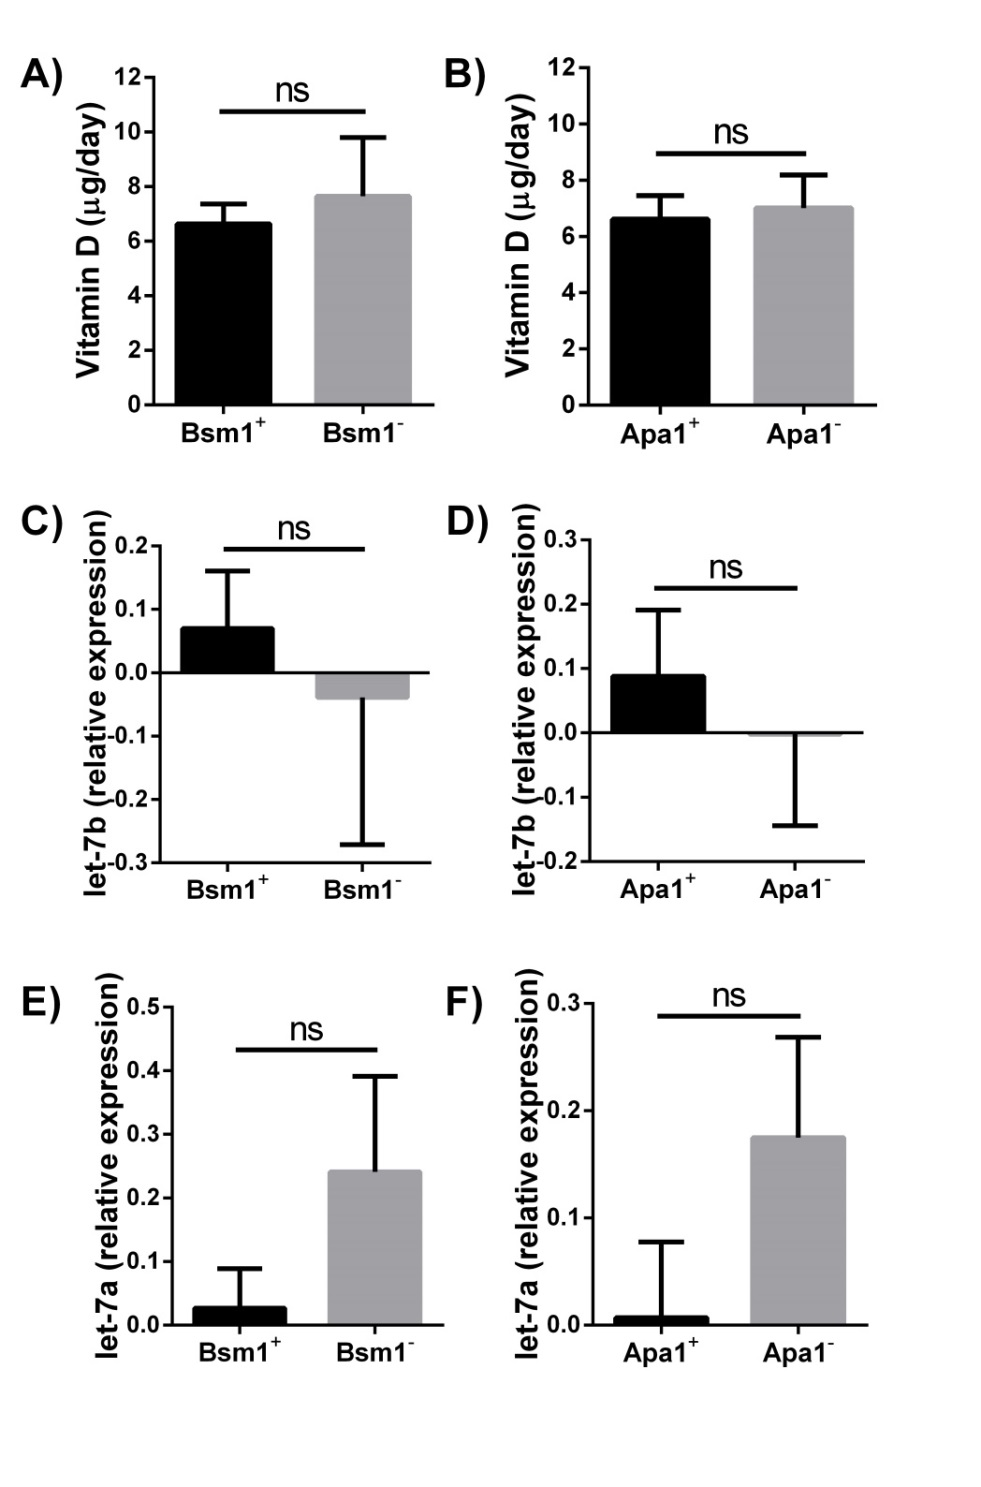 A)
Vitamin D (μg/day)
12
10
8
6
4
2
0
ns
Bsm1+ Bsm1-
B)
Vitamin D (μg/day)
12
10
8
6
4
2
0
ns
Apa1+ Apa1-
C)
let-7b (relative expression)
0.2
0.1
0.0
-0.1
-0.2
-0.3
ns
Bsm1+ Bsm1-
D)
let-7b (relative expression)
0.3
0.2
0.1
0.0
-0.1
-0.2
ns
Apa1+ Apa1-
E)
let-7a (relative expression)
0.5
0.4
0.3
0.2
0.1
0.0
ns
Bsm1+ Bsm1-
F)
let-7a (relative expression)
0.3
0.2
0.1
0.0
ns
Apa1+ Apa1-